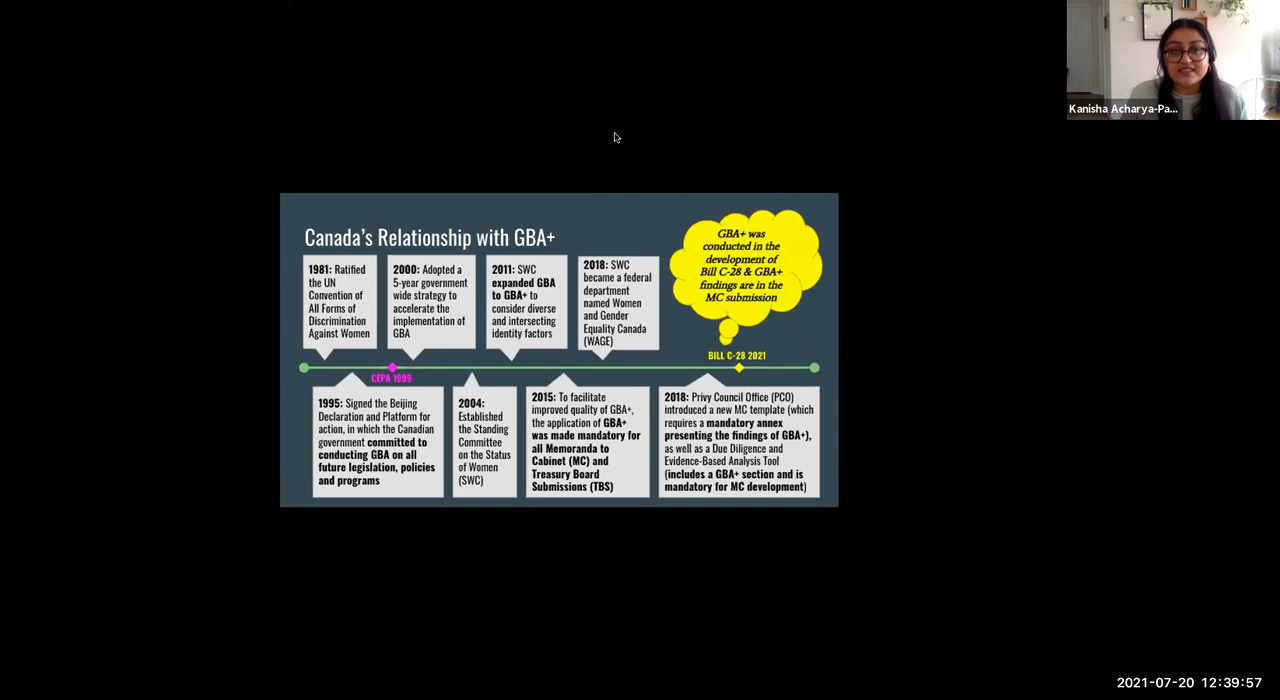 Kanisha Acharya-Pa...
Canada's Relationship with GBA+
GBA+ was
conducted in the
development of
Bill C-28 & GBA+
findings are in the
MC submission
1981: Ratified
the UN
Convention of
All Forms of
Discrimination
Against Women
2000: Adopted a
5-year government
wide strategy to
accelerate the
implementation of
GBA
2011: SWC
expanded GBA
to GBA+ to
consider diverse
and intersecting
identity factors
2018: SWC
became a federal
department
named Women
and Gender
Equality Canada
(WAGE)
BILL C-28 2021
CEPA 1999
1995: Signed the Beijing
Declaration and Platform for
action, in which the Canadian
government committed to
conducting GBA on all
future legislation, policies
and programs
2004:
Established
the Standing
Committee
on the Status
of Women
(SWC)
2015: To facilitate
improved quality of GBA+,
the application of GBA+
was made mandatory for
all Memoranda to
Cabinet (MC) and
Treasury Board
Submissions (TBS)
2018: Privy Council Office (PCO)
introduced a new MC template (which
requires a mandatory annex
presenting the findings of GBA+),
as well as a Due Diligence and
Evidence-Based Analysis Tool
(includes a GBA+ section and is
mandatory for MC development)
2021-07-20 12:39:57